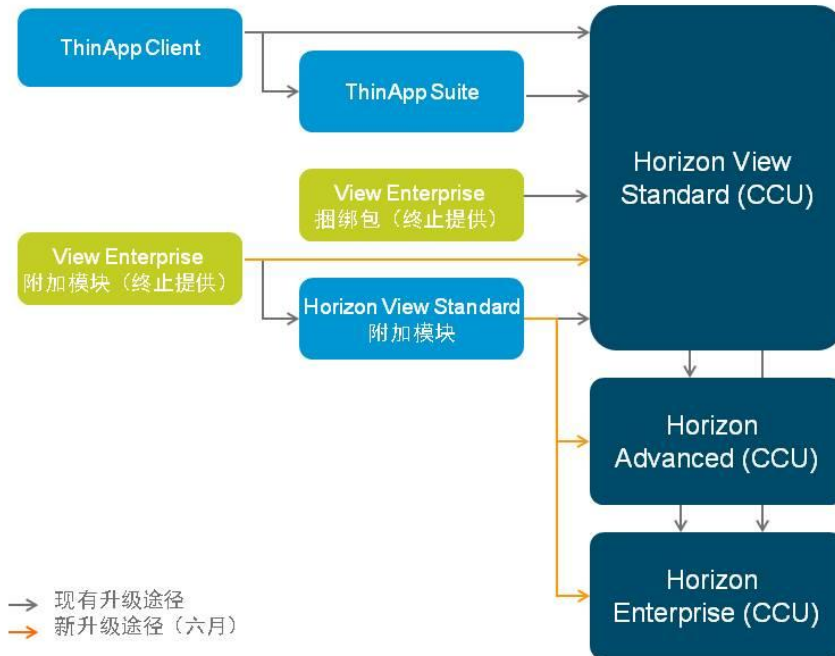 ThinApp Client
ThinApp Suite
Horizon View
Standard (CCU)
View Enterprise
捆绑包（终止提供）
View Enterprise
附加模块（终止提供）
Horizon View Standard
附加模块
Horizon
Advanced (CCU)
Horizon
Enterprise (CCU)
现有升级途径
新升级途径（六月）